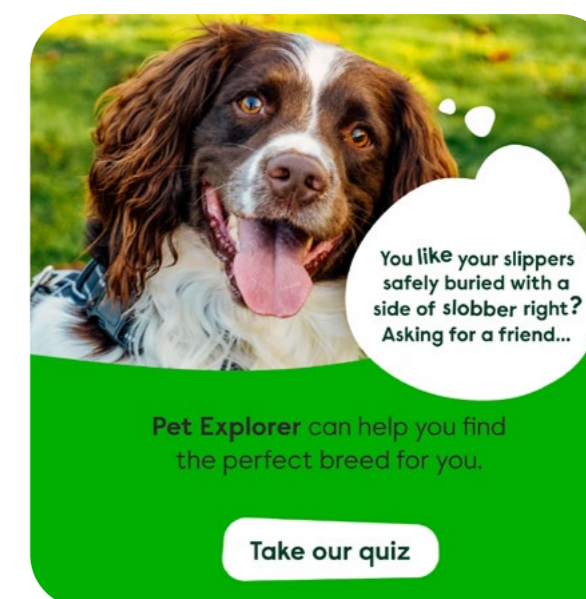 You like your slippers
safely buried with a
side of slobber right?
Asking for a friend...
Pet Explorer can help you find
the perfect breed for you.
Take our quiz